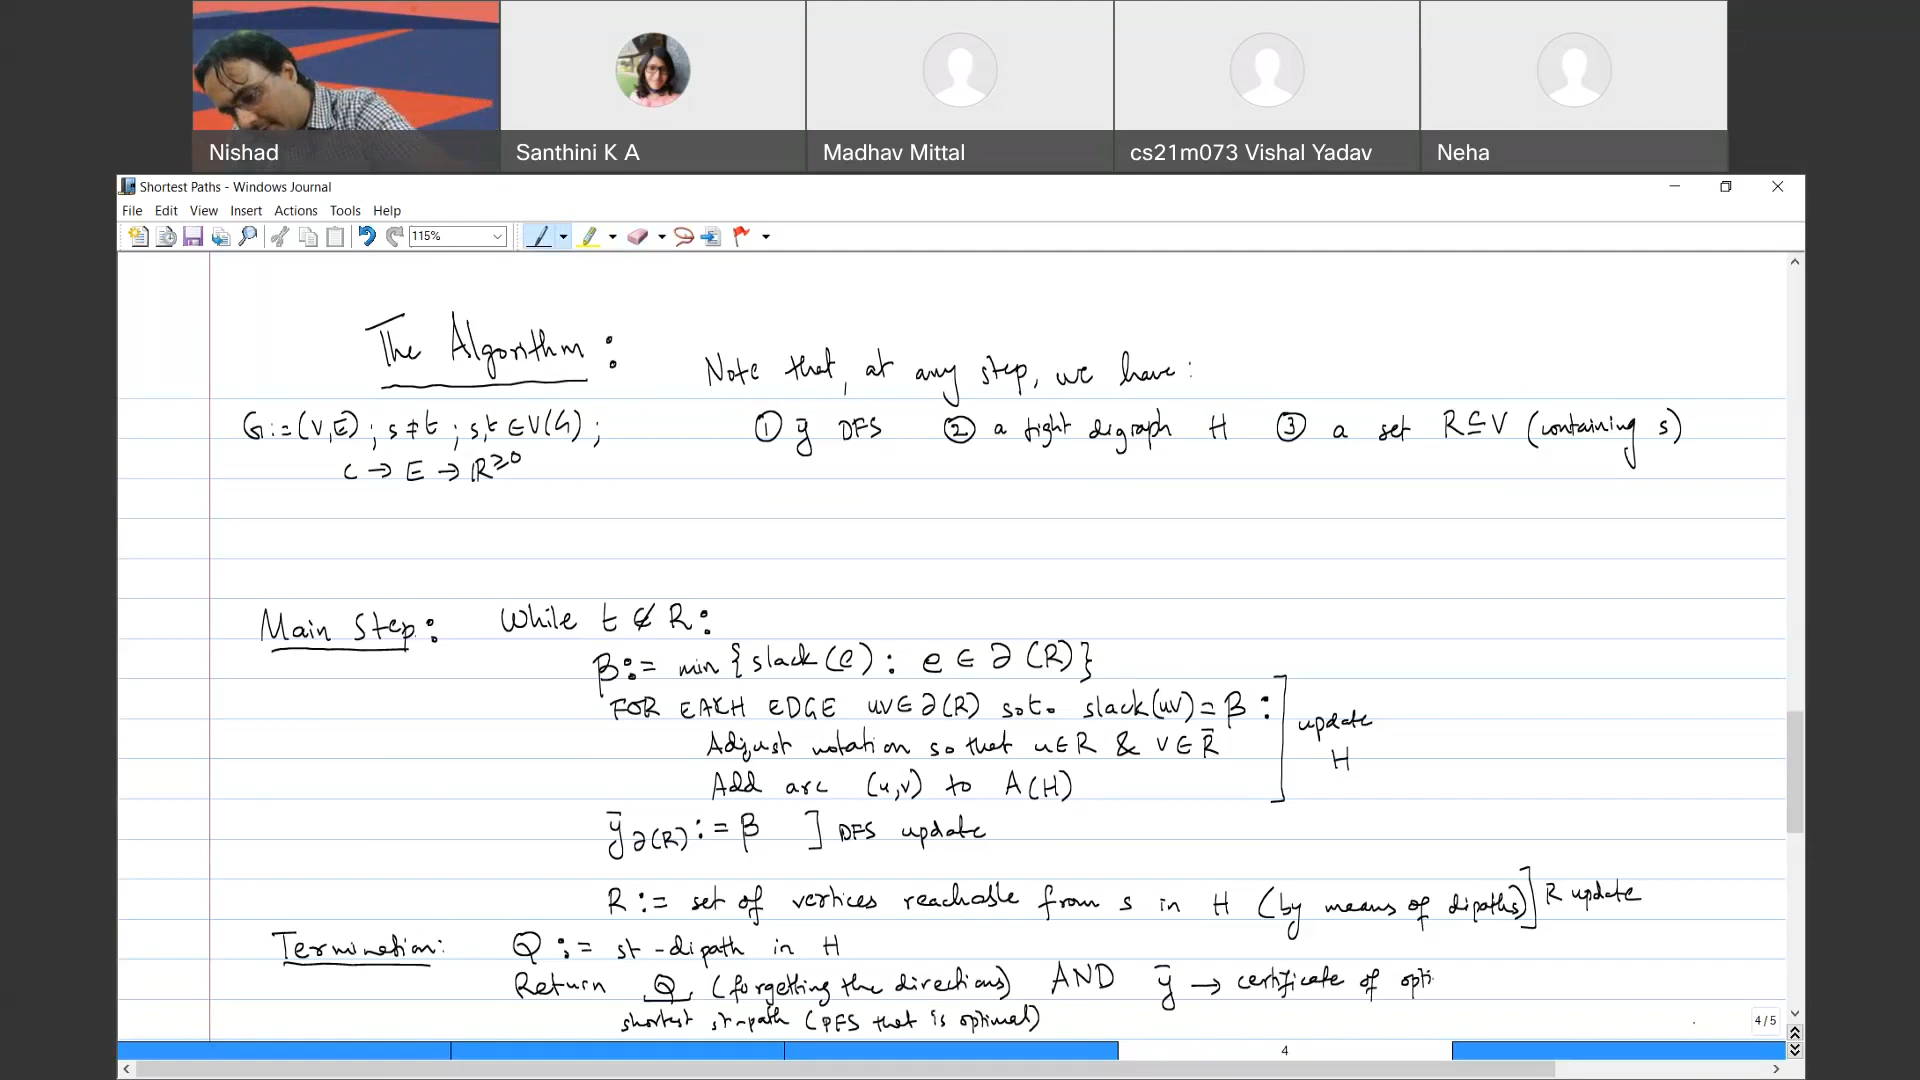 Nishad
Santhini K A
Madhav Mittal
cs21m073 Vishal Yadav
Neha
Shortest Paths - Windows Journal
File Edit View Insert Actions Tools Help
115%
The Algorithm :
Note that, at any step, we have :
G := (V,E) ; s ≠ t ; s,t ∈ V(G) ;
① ȳ DFS ② a tight digraph H ③ a set R ⊆ V (containing s)
c → E → ℝ≥0
Main Step : While t ∉ R :
β := min {slack(e) : e ∈ ∂(R)}
FOR EACH EDGE uv ∈ ∂(R) s.t. slack(uv) = β :
update
Adjust notation so that u ∈ R & v ∈ R̄
H
Add arc (u,v) to A(H)
ȳ∂(R) := β ] DFS update
R := set of vertices reachable from s in H (by means of dipaths) ] R update
Termination : Q := st-dipath in H
Return Q (forgetting the directions) AND ȳ → certificate of opti
shortest st-path (PFS that is optimal)
4 / 5
4